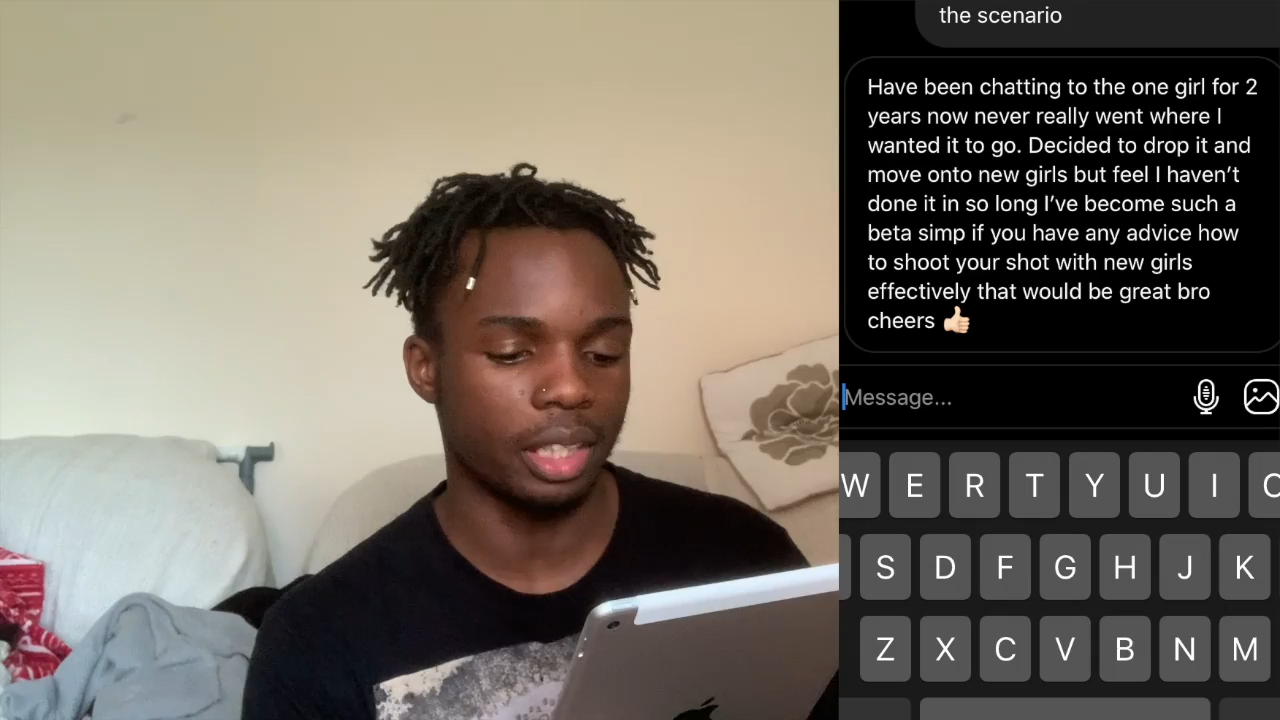 the scenario
Have been chatting to the one girl for 2
years now never really went where I
wanted it to go. Decided to drop it and
move onto new girls but feel I haven’t
done it in so long I’ve become such a
beta simp if you have any advice how
to shoot your shot with new girls
effectively that would be great bro
cheers 👍🏻
Message...
W E R T Y U I O
S D F G H J K
Z X C V B N M